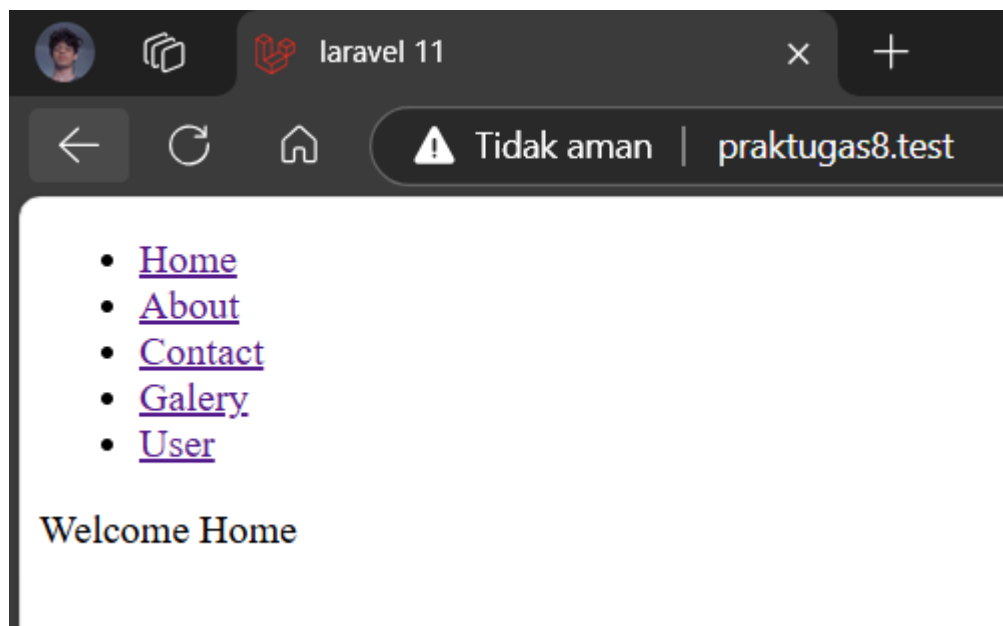 laravel 11
Tidak aman | praktugas8.test
Home
About
Contact
Galery
User
Welcome Home